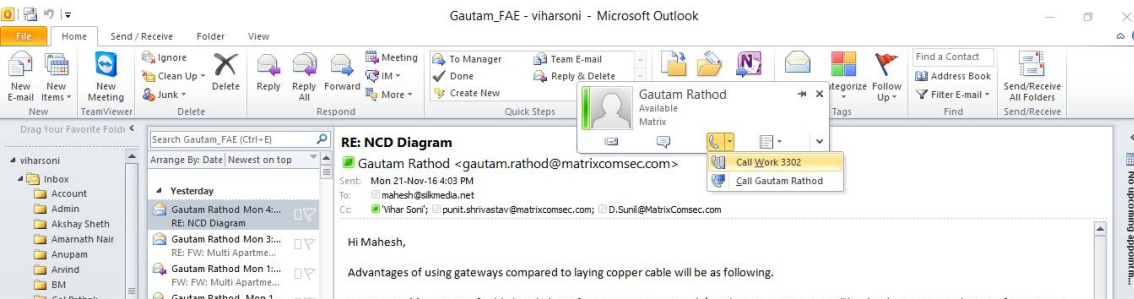 Gautam_FAE - viharsoni - Microsoft Outlook
File Home Send / Receive Folder View
New E-mail
New Items
New Meeting
Ignore
Clean Up
Junk
Delete
Reply
Reply All
Forward
Meeting
IM
More
To Manager
Done
Create New
Team E-mail
Reply & Delete
Tags
Follow Up
Find a Contact
Address Book
Filter E-mail
Send/Receive All Folders
New TeamViewer Delete Respond Quick Steps Find Send/Receive
Gautam Rathod
Available
Matrix
Call Work 3302
Call Gautam Rathod
Drag Your Favorite
viharsoni
Inbox
Account
Admin
Akshay Sheth
Amarnath Nair
Anupam
Arvind
BM
Search Gautam_FAE (Ctrl+E)
Arrange By: Date Newest on top
Yesterday
Gautam Rathod Mon 4:...
RE: NCD Diagram
Gautam Rathod Mon 3:...
RE: FW: Multi Apartme...
Gautam Rathod Mon 1:...
FW: FW: Multi Apartme...
Gautam Rathod Mon 1
RE: NCD Diagram
Gautam Rathod <gautam.rathod@matrixcomsec.com>
Sent: Mon 21-Nov-16 4:03 PM
To: mahesh@silkmedia.net
Cc: 'Vihar Soni'; punit.shrivastav@matrixcomsec.com; D.Sunil@MatrixComsec.com
Hi Mahesh,
Advantages of using gateways compared to laying copper cable will be as following.
No upcoming appointm...